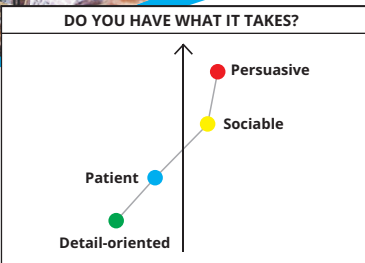 DO YOU HAVE WHAT IT TAKES?
Persuasive
Sociable
Patient
Detail-oriented